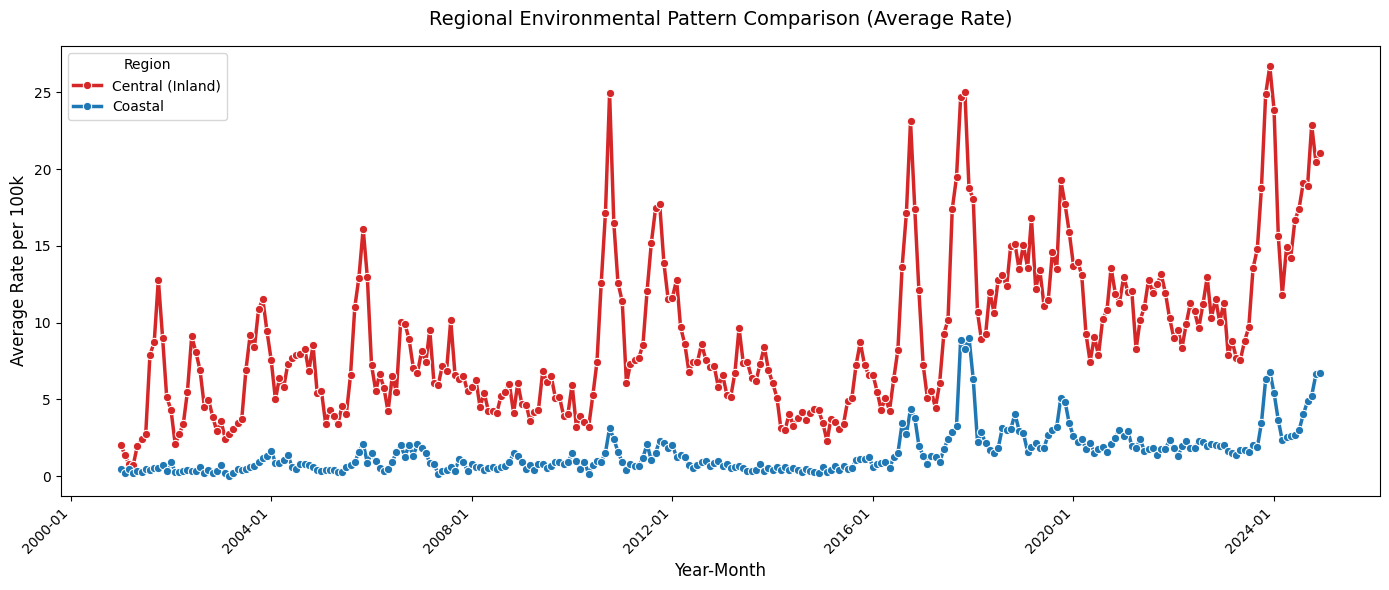 Regional Environmental Pattern Comparison (Average Rate)
Region
Central (Inland)
Coastal
Average Rate per 100k
25
20
15
10
5
0
2000-01
2004-01
2008-01
2012-01
2016-01
2020-01
2024-01
Year-Month